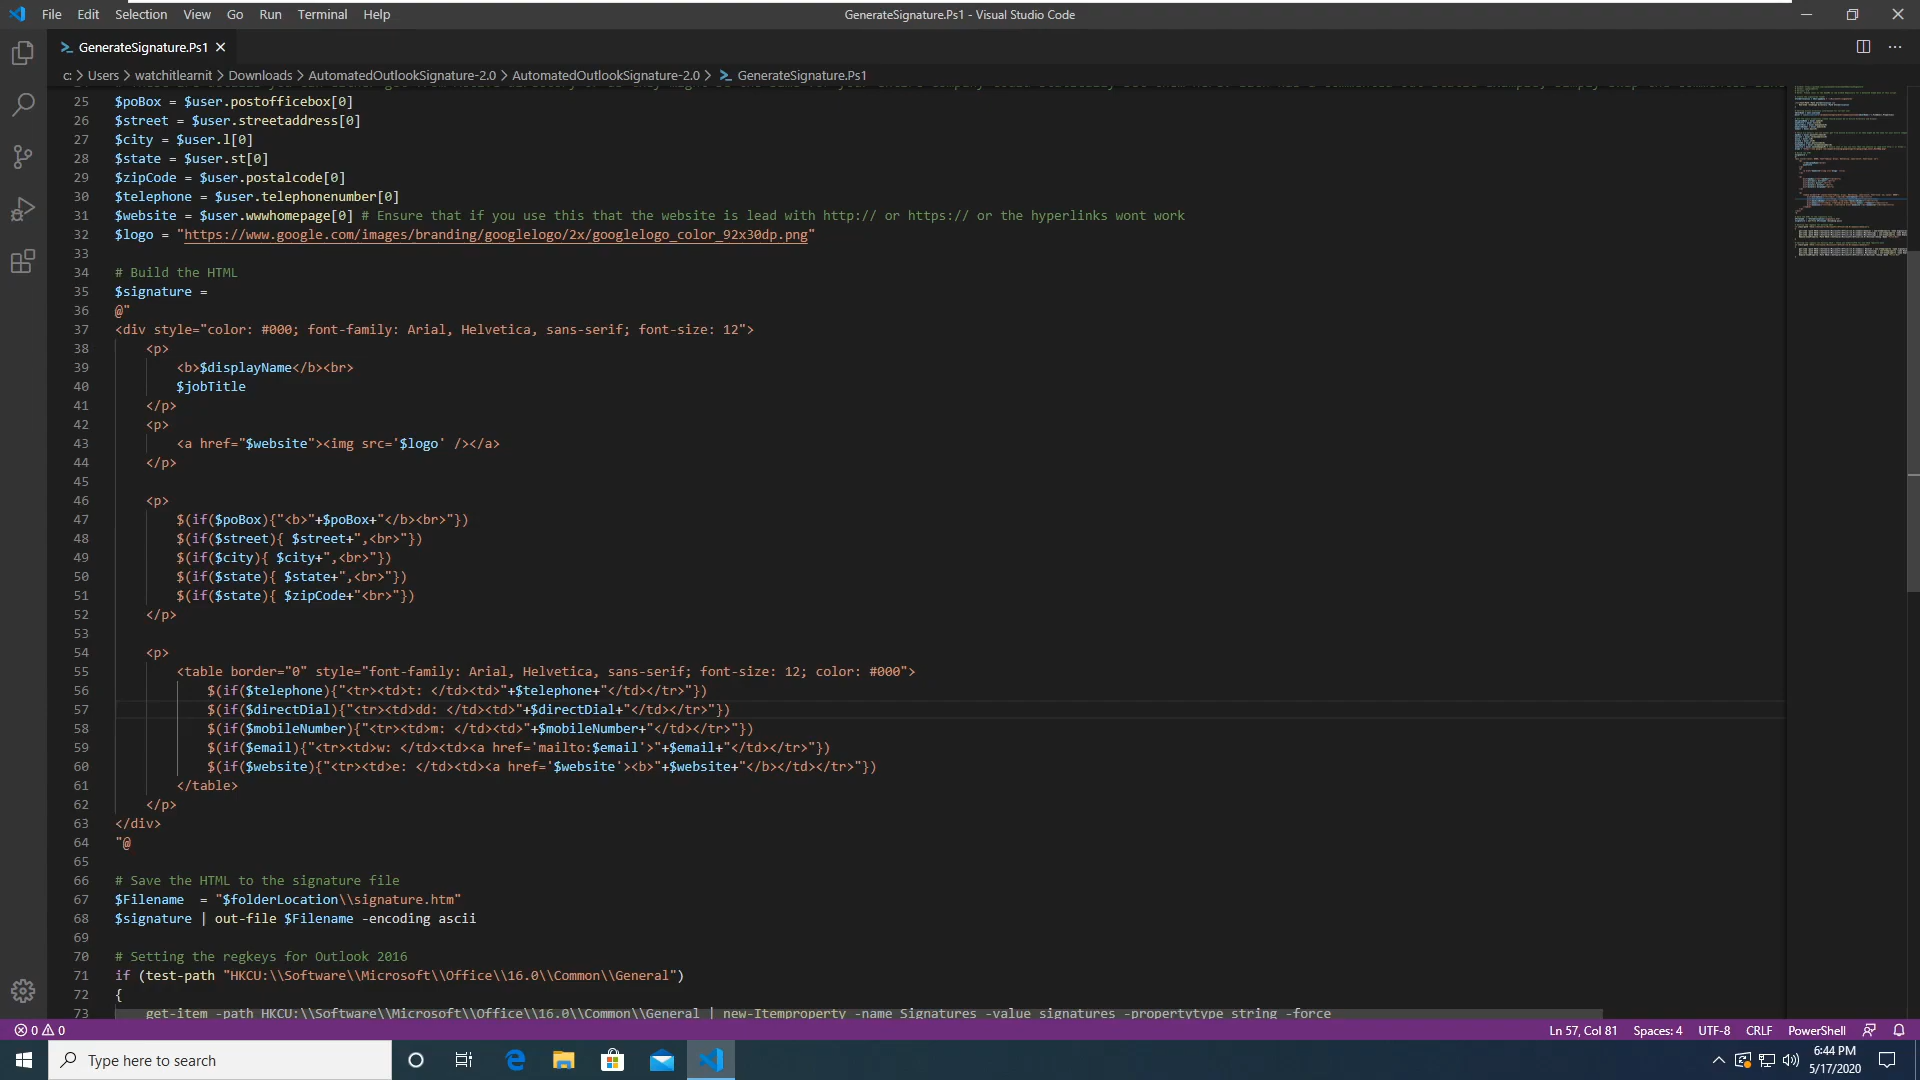 File Edit Selection View Go Run Terminal Help
GenerateSignature.Ps1 - Visual Studio Code
GenerateSignature.Ps1
c: > Users > watchitlearnit > Downloads > AutomatedOutlookSignature-2.0 > AutomatedOutlookSignature-2.0 > GenerateSignature.Ps1
25 $poBox = $user.postofficebox[0]
26 $street = $user.streetaddress[0]
27 $city = $user.l[0]
28 $state = $user.st[0]
29 $zipCode = $user.postalcode[0]
30 $telephone = $user.telephonenumber[0]
31 $website = $user.wwwhomepage[0] # Ensure that if you use this that the website is lead with http:// or https:// or the hyperlinks wont work
32 $logo = "https://www.google.com/images/branding/googlelogo/2x/googlelogo_color_92x30dp.png"
33
34 # Build the HTML
35 $signature =
36 @"
37 <div style="color: #000; font-family: Arial, Helvetica, sans-serif; font-size: 12">
38 <p>
39 <b>$displayName</b><br>
40 $jobTitle
41 </p>
42 <p>
43 <a href="$website"><img src='$logo' /></a>
44 </p>
45
46 <p>
47 $(if($poBox){"<b>"+$poBox+"</b><br>"})
48 $(if($street){ $street+",<br>"})
49 $(if($city){ $city+",<br>"})
50 $(if($state){ $state+",<br>"})
51 $(if($state){ $zipCode+"<br>"})
52 </p>
53
54 <p>
55 <table border="0" style="font-family: Arial, Helvetica, sans-serif; font-size: 12; color: #000">
56 $(if($telephone){"<tr><td>t: </td><td>"+$telephone+"</td></tr>"})
57 $(if($directDial){"<tr><td>dd: </td><td>"+$directDial+"</td></tr>"})
58 $(if($mobileNumber){"<tr><td>m: </td><td>"+$mobileNumber+"</td></tr>"})
59 $(if($email){"<tr><td>w: </td><td><a href='mailto:$email'>"+$email+"</td></tr>"})
60 $(if($website){"<tr><td>e: </td><td><a href='$website'><b>"+$website+"</b></td></tr>"})
61 </table>
62 </p>
63 </div>
64 "@
65
66 # Save the HTML to the signature file
67 $Filename  = "$folderLocation\\signature.htm"
68 $signature | out-file $Filename -encoding ascii
69
70 # Setting the regkeys for Outlook 2016
71 if (test-path "HKCU:\\Software\\Microsoft\\Office\\16.0\\Common\\General")
72 {
73 get-item -path HKCU:\\Software\\Microsoft\\Office\\16.0\\Common\\General | new-Itemproperty -name Signatures -value signatures -propertytype string -force
0 0
Ln 57, Col 81 Spaces: 4 UTF-8 CRLF PowerShell
Type here to search
6:44 PM
5/17/2020